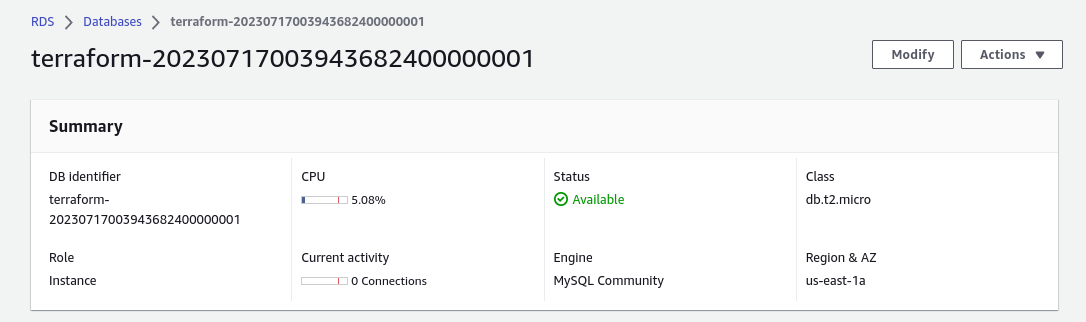 RDS > Databases > terraform-20230717003943682400000001
terraform-20230717003943682400000001
Modify
Actions ▼
Summary
DB identifier
terraform-
20230717003943682400000001
CPU
5.08%
Status
Available
Class
db.t2.micro
Role
Instance
Current activity
0 Connections
Engine
MySQL Community
Region & AZ
us-east-1a